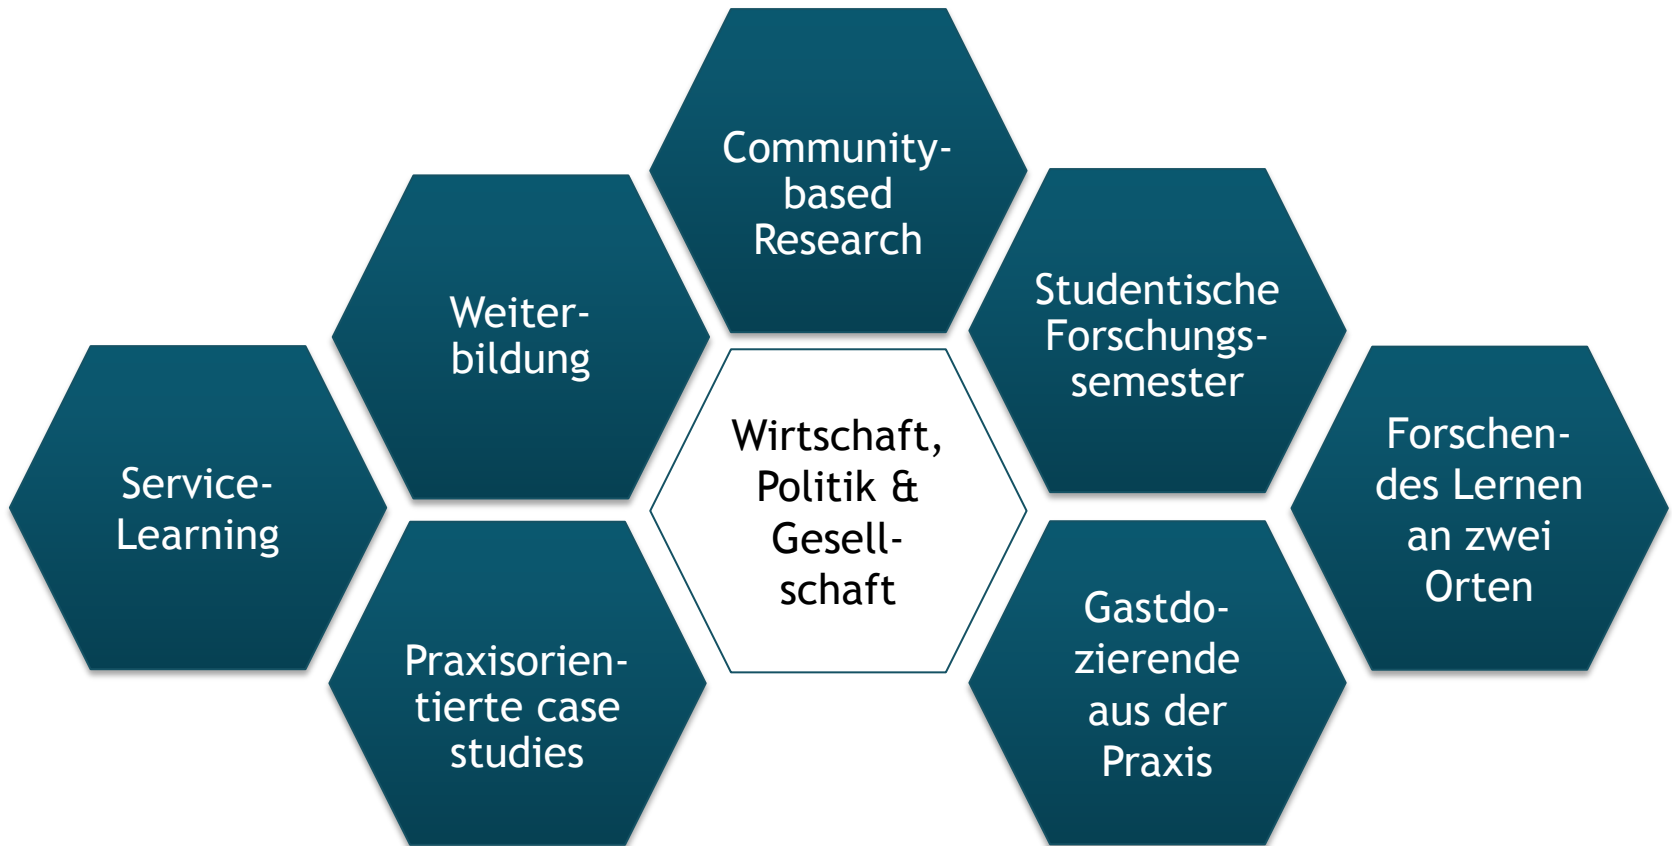 Community-
based
Research
Weiter-
bildung
Studentische
Forschungs-
semester
Service-
Learning
Wirtschaft,
Politik &
Gesell-
schaft
Forschen-
des Lernen
an zwei
Orten
Praxisorien-
tierte case
studies
Gastdo-
zierende
aus der
Praxis